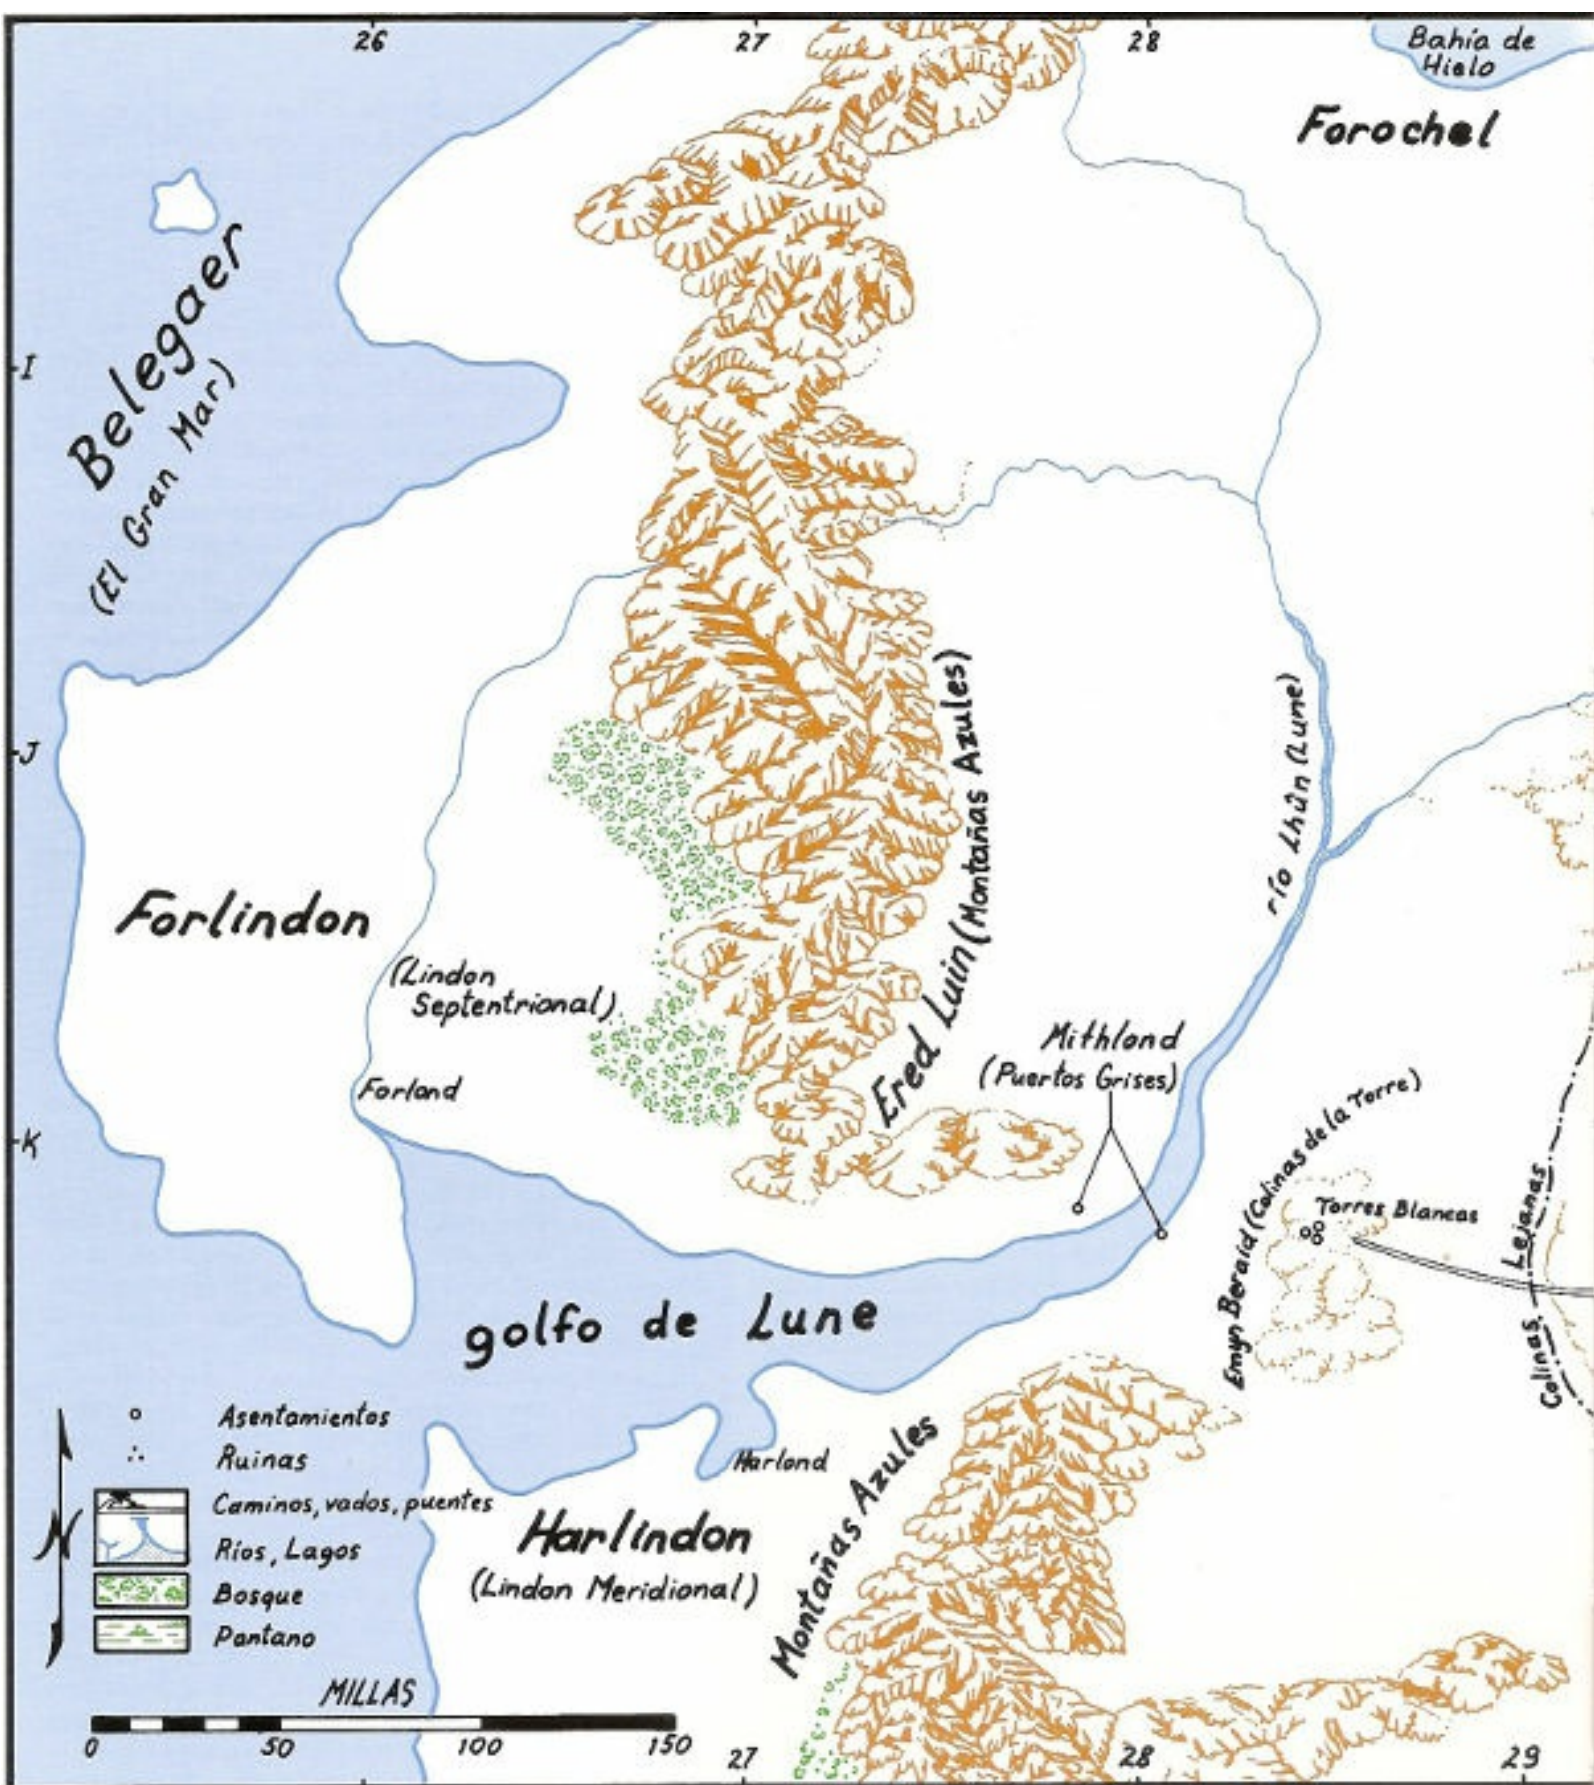 26
27
28
Bahía de
Hielo
Forochel
I
Belegaer
(El Gran Mar)
J
río Lhûn (Lune)
Ered Luin (Montañas Azules)
Forlindon
(Lindon
Septentrional)
Mithlond
(Puertos Grises)
Forlond
K
Emyn Beraid (Colinas de la Torre)
Torres Blancas
Colinas Lejanas
golfo de Lune
Asentamientos
Ruinas
Caminos, vados, puentes
Ríos, Lagos
Bosque
Pantano
N
Harlond
Harlindon
(Lindon Meridional)
Montañas Azules
MILLAS
0 50 100 150
27
28
29